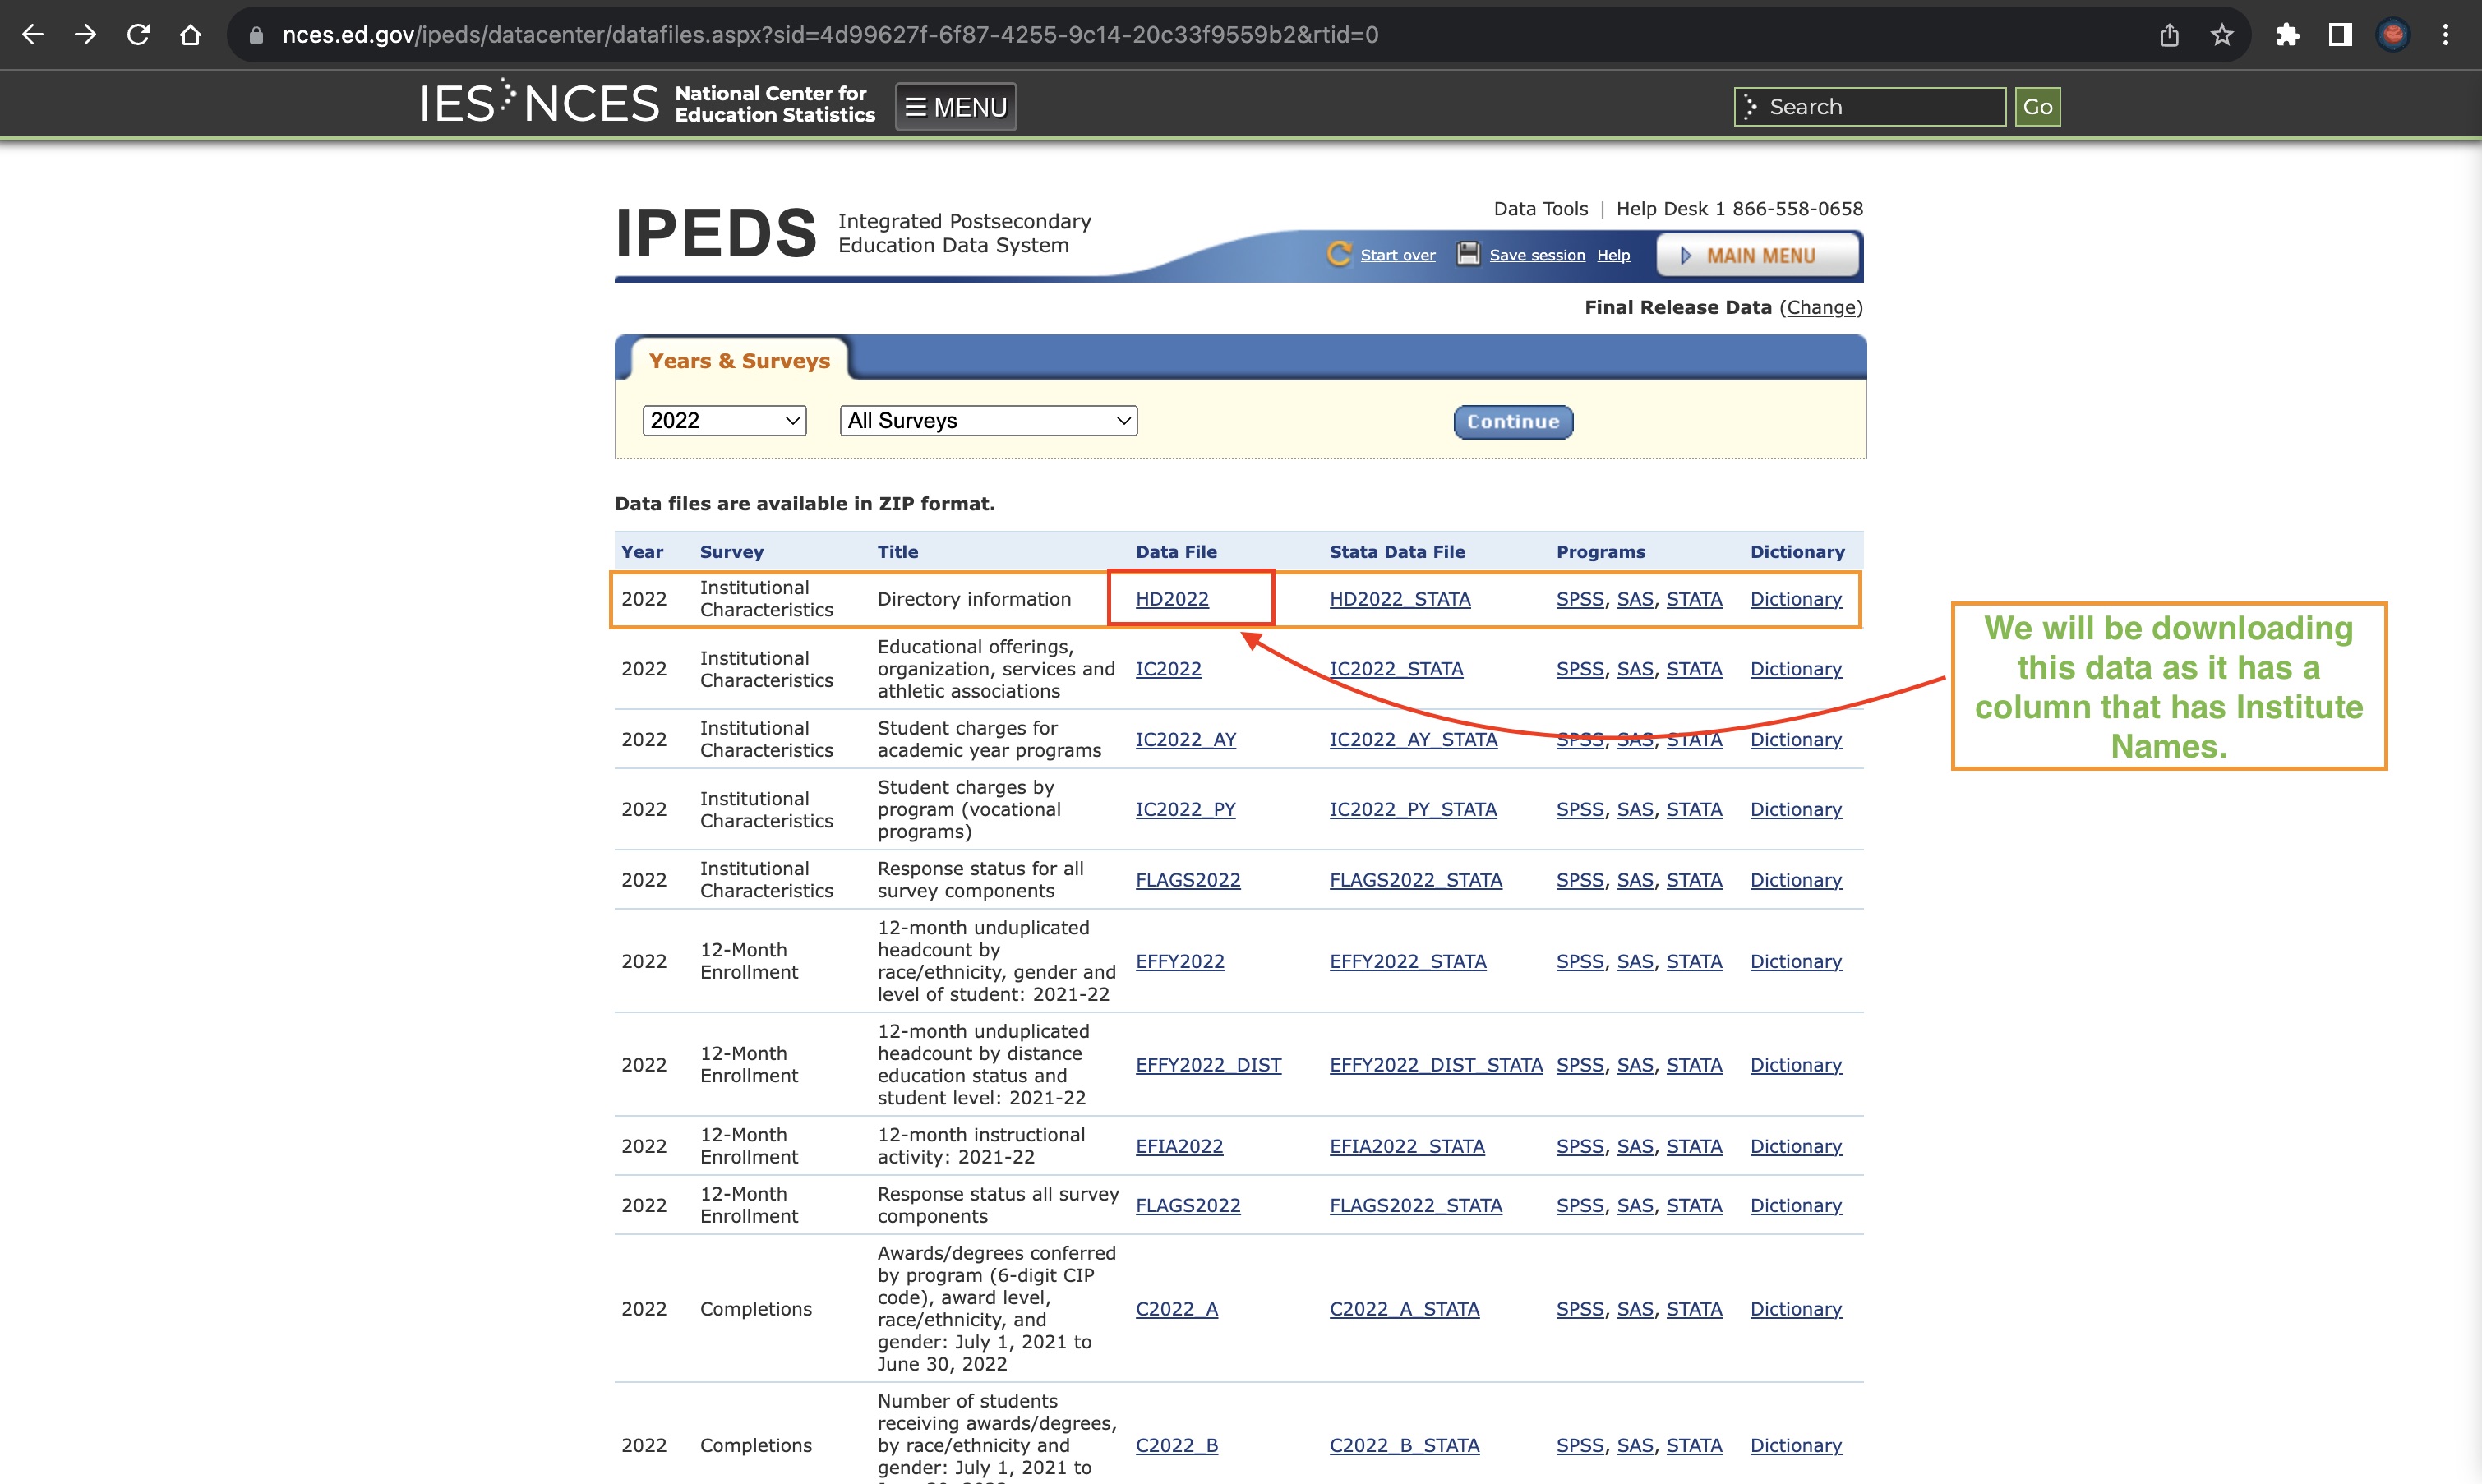 nces.ed.gov/ipeds/datacenter/datafiles.aspx?sid=4d99627f-6f87-4255-9c14-20c33f9559b2&rtid=0
IES NCES National Center for
Education Statistics
MENU
Search
Go
IPEDS
Integrated Postsecondary
Education Data System
Data Tools | Help Desk 1 866-558-0658
Start over Save session Help MAIN MENU
Final Release Data (Change)
Years & Surveys
2022 All Surveys Continue
Data files are available in ZIP format.
Year Survey Title Data File Stata Data File Programs Dictionary
2022 Institutional Characteristics Directory information HD2022 HD2022_STATA SPSS, SAS, STATA Dictionary
2022 Institutional Characteristics Educational offerings, organization, services and athletic associations IC2022 IC2022_STATA SPSS, SAS, STATA Dictionary
2022 Institutional Characteristics Student charges for academic year programs IC2022_AY IC2022_AY_STATA SPSS, SAS, STATA Dictionary
2022 Institutional Characteristics Student charges by program (vocational programs) IC2022_PY IC2022_PY_STATA SPSS, SAS, STATA Dictionary
2022 Institutional Characteristics Response status for all survey components FLAGS2022 FLAGS2022_STATA SPSS, SAS, STATA Dictionary
2022 12-Month Enrollment 12-month unduplicated headcount by race/ethnicity, gender and level of student: 2021-22 EFFY2022 EFFY2022_STATA SPSS, SAS, STATA Dictionary
2022 12-Month Enrollment 12-month unduplicated headcount by distance education status and student level: 2021-22 EFFY2022_DIST EFFY2022_DIST_STATA SPSS, SAS, STATA Dictionary
2022 12-Month Enrollment 12-month instructional activity: 2021-22 EFIA2022 EFIA2022_STATA SPSS, SAS, STATA Dictionary
2022 12-Month Enrollment Response status all survey components FLAGS2022 FLAGS2022_STATA SPSS, SAS, STATA Dictionary
2022 Completions Awards/degrees conferred by program (6-digit CIP code), award level, race/ethnicity, and gender: July 1, 2021 to June 30, 2022 C2022_A C2022_A_STATA SPSS, SAS, STATA Dictionary
2022 Completions Number of students receiving awards/degrees, by race/ethnicity and gender: July 1, 2021 to C2022_B C2022_B_STATA SPSS, SAS, STATA Dictionary
We will be downloading
this data as it has a
column that has Institute
Names.